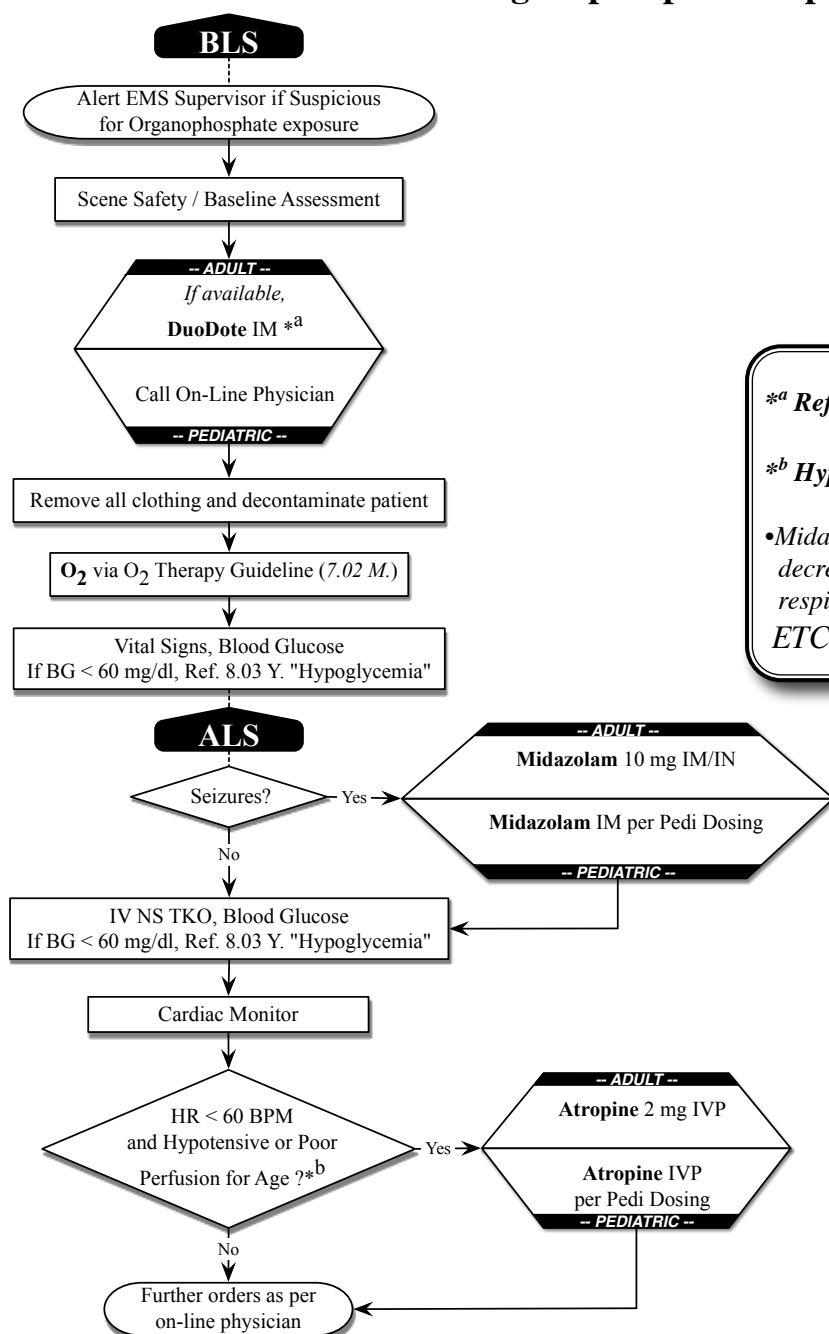 BLS
Alert EMS Supervisor if Suspicious
for Organophosphate exposure
Scene Safety / Baseline Assessment
-- ADULT --
If available,
DuoDote IM *a
Call On-Line Physician
-- PEDIATRIC --
Remove all clothing and decontaminate patient
O2 via O2 Therapy Guideline (7.02 M.)
Vital Signs, Blood Glucose
If BG < 60 mg/dl, Ref. 8.03 Y. "Hypoglycemia"
*a Ref
*b Hyp
•Mida
decre
respi
ETC
ALS
Seizures?
Yes
-- ADULT --
Midazolam 10 mg IM/IN
Midazolam IM per Pedi Dosing
-- PEDIATRIC --
No
IV NS TKO, Blood Glucose
If BG < 60 mg/dl, Ref. 8.03 Y. "Hypoglycemia"
Cardiac Monitor
HR < 60 BPM
and Hypotensive or Poor
Perfusion for Age ?*b
Yes
-- ADULT --
Atropine 2 mg IVP
Atropine IVP
per Pedi Dosing
-- PEDIATRIC --
No
Further orders as per
on-line physician